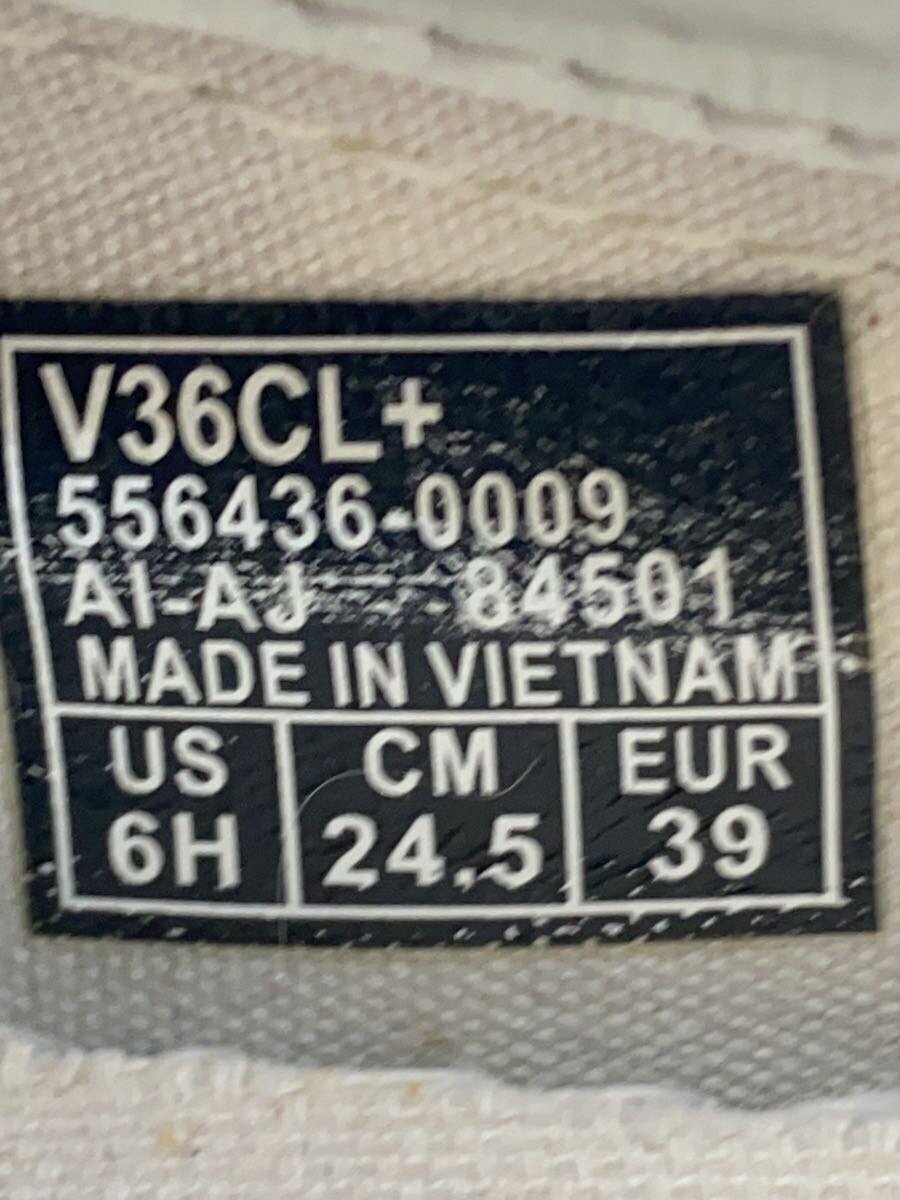 V36CL+
556436-0009
AI-AJ 84501
MADE IN VIETNAM
US CM EUR
6H 24.5 39